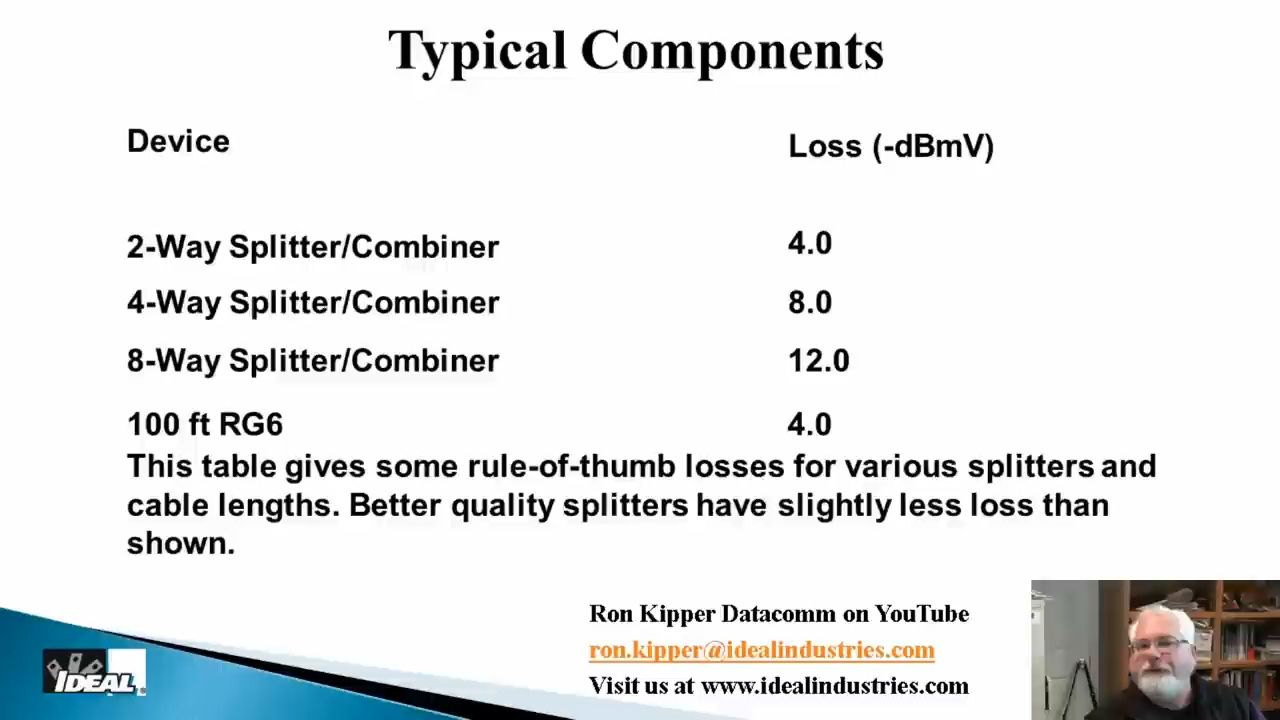 Typical Components
Device
Loss (-dBmV)
2-Way Splitter/Combiner
4.0
4-Way Splitter/Combiner
8.0
8-Way Splitter/Combiner
12.0
100 ft RG6
4.0
This table gives some rule-of-thumb losses for various splitters and
cable lengths. Better quality splitters have slightly less loss than
shown.
Ron Kipper Datacomm on YouTube
ron.kipper@idealindustries.com
Visit us at www.idealindustries.com
IDEAL